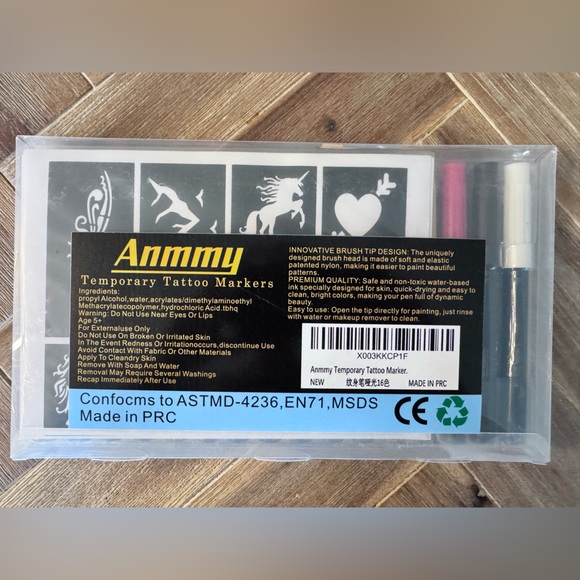 Anmmy
Temporary Tattoo Markers
Ingredients:
propyl Alcohol,water,acrylates/dimethylaminoethyl
Methacrylatecopolymer,hydrochloric Acid.tbhq
Warning: Do Not Use Near Eyes Or Lips
Age 5+
For Externaluse Only
Do Not Use On Broken Or Irritated Skin
In The Event Redness Or Irritationoccurs,discontinue Use
Avoid Contact With Fabric Or Other Materials
Apply To Cleandry Skin
Remove With Soap And Water
Removal May Require Several Washings
Recap Immediately After Use
INNOVATIVE BRUSH TIP DESIGN: The uniquely
designed brush head is made of soft and elastic
patented nylon, making it easier to paint beautiful
patterns.
PREMIUM QUALITY: Safe and non-toxic water-based
ink specially designed for skin, quick-drying and easy to
clean, bright colors, making your pen full of dynamic
beauty.
Easy to use: Open the tip directly for painting, just rinse
with water or makeup remover to clean.
X003KKCP1F
Anmmy Temporary Tattoo Marker.
NEW 纹身笔哑光16色 MADE IN PRC
Confocms to ASTMD-4236,EN71,MSDS
Made in PRC
CE